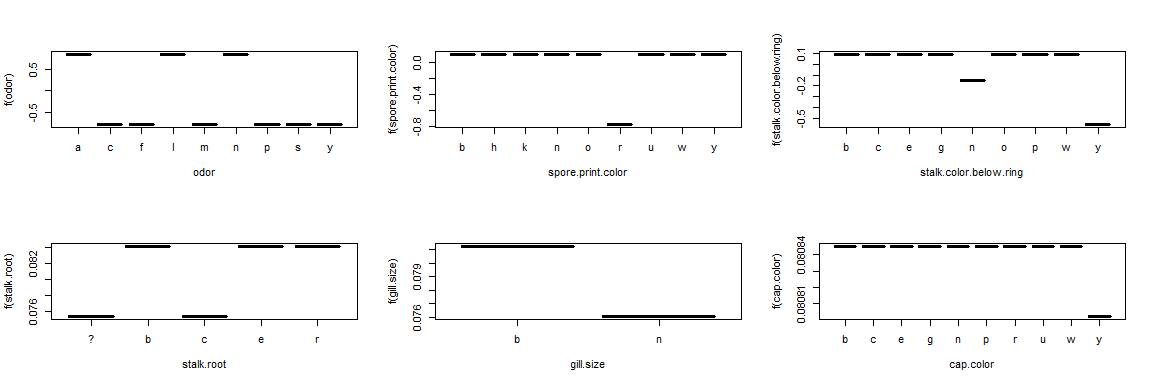 f(odor)
0.5
-0.5
a c f l m n p s y
odor
f(spore.print.color)
0.0
-0.4
-0.8
b h k n o r u w y
spore.print.color
f(stalk.color.below.ring)
0.1
-0.2
-0.5
b c e g n o p w y
stalk.color.below.ring
f(stalk.root)
0.082
0.076
? b c e r
stalk.root
f(gill.size)
0.079
0.076
b n
gill.size
f(cap.color)
0.08084
0.08081
b c e g n p r u w y
cap.color